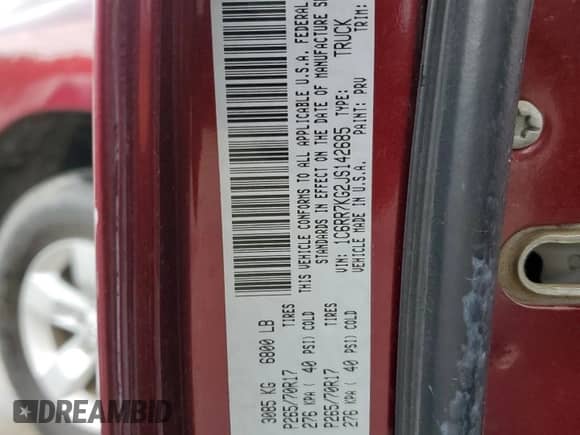 3085 KG 6800 LB
P265/70R17 TIRES
276 KPA ( 40 PSI) COLD
P265/70R17 TIRES
276 KPA ( 40 PSI) COLD
THIS VEHICLE CONFORMS TO ALL APPLICABLE U.S.A. FEDERAL
STANDARDS IN EFFECT ON THE DATE OF MANUFACTURE
VIN: 1C6RR7KG2JS142685 TYPE: TRUCK
VEHICLE MADE IN U.S.A. PAINT: PRV TRIM:
DREAMBID